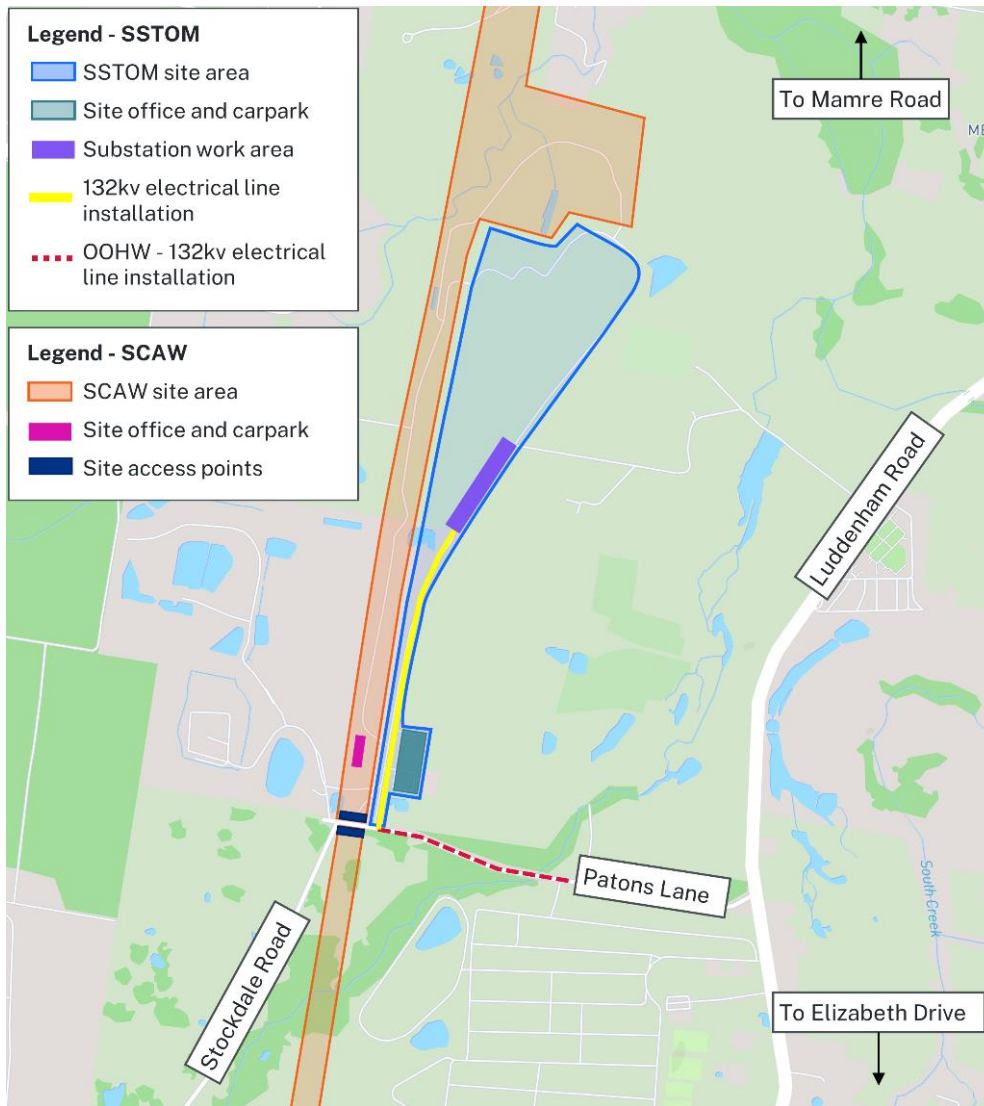 Legend - SSTOM
SSTOM site area
Site office and carpark
Substation work area
132kv electrical line
installation
OOHW - 132kv electrical
line installation
Legend - SCAW
SCAW site area
Site office and carpark
Site access points
To Mamre Road
ME
Luddenham Road
Patons Lane
Stockdale Road
South Creek
To Elizabeth Drive